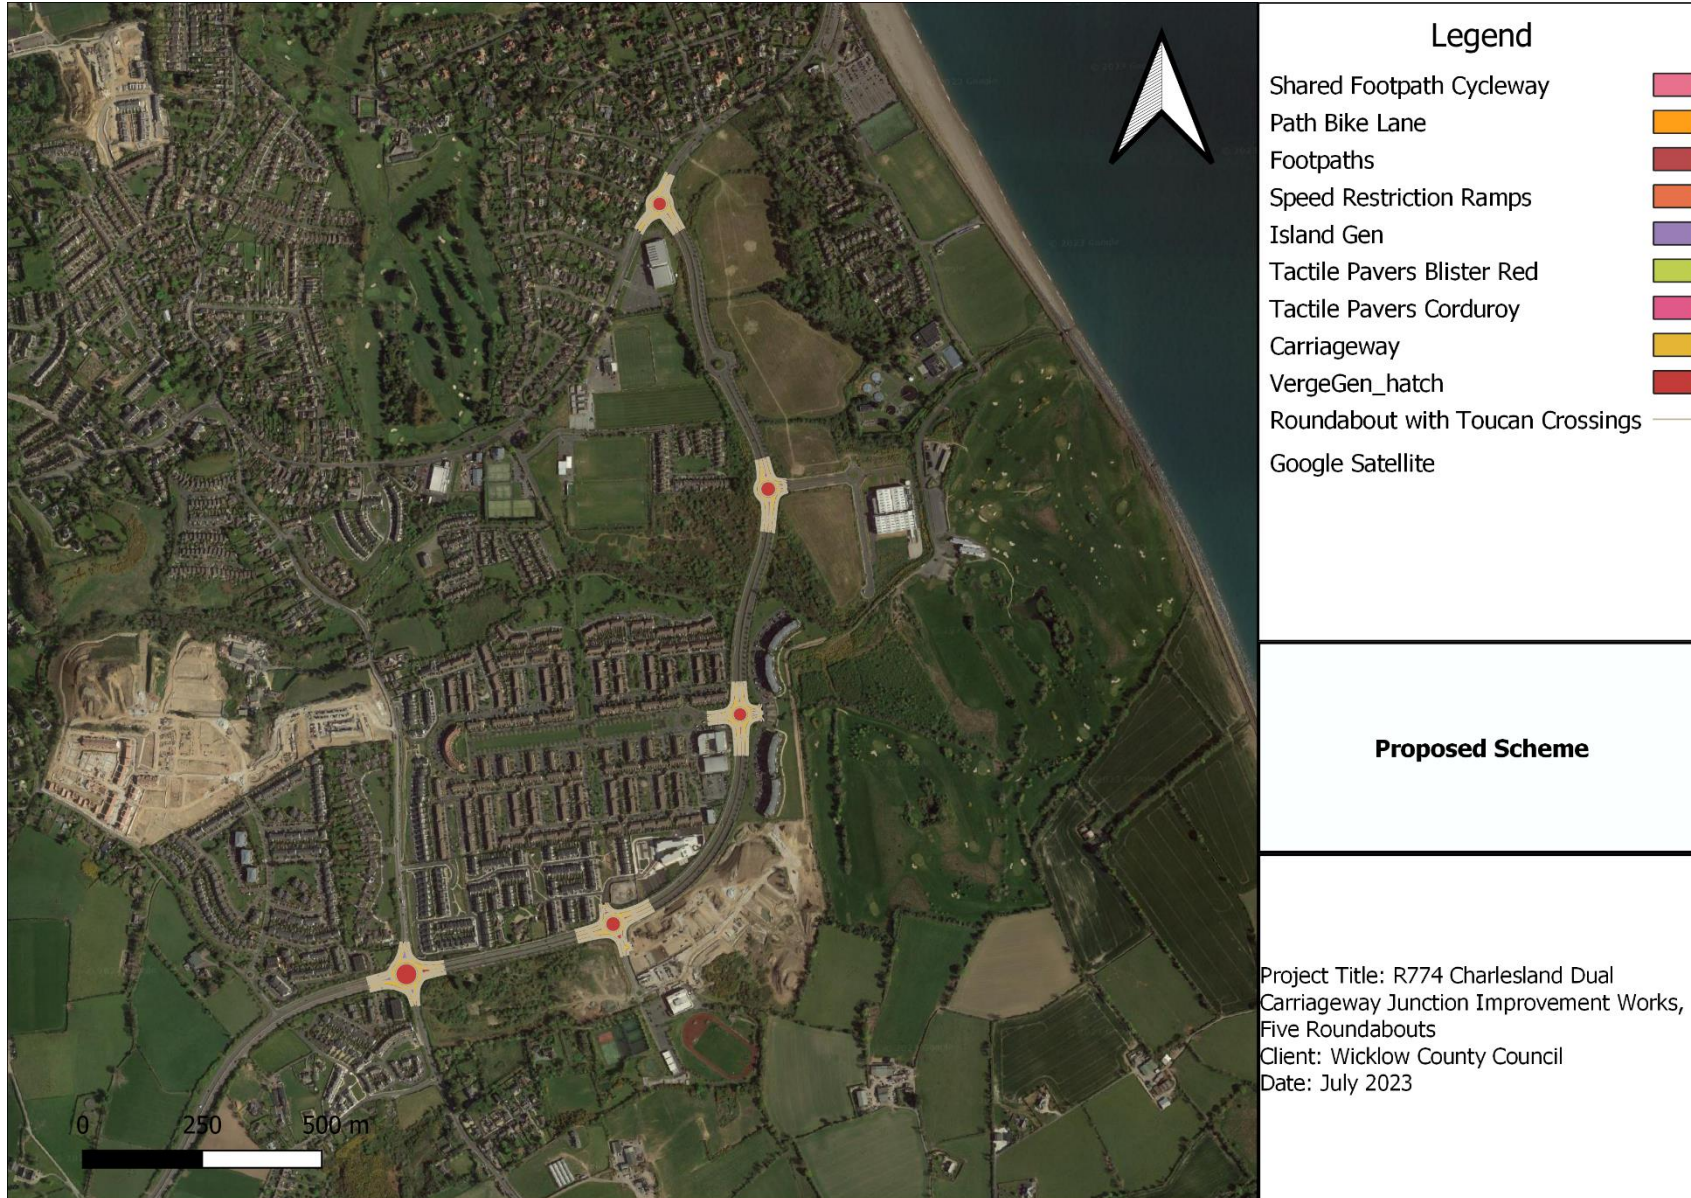 Legend
Shared Footpath Cycleway
Path Bike Lane
Footpaths
Speed Restriction Ramps
Island Gen
Tactile Pavers Blister Red
Tactile Pavers Corduroy
Carriageway
VergeGen_hatch
Roundabout with Toucan Crossings
Google Satellite
Proposed Scheme
Project Title: R774 Charlesland Dual
Carriageway Junction Improvement Works,
Five Roundabouts
Client: Wicklow County Council
Date: July 2023
0 250 500 m